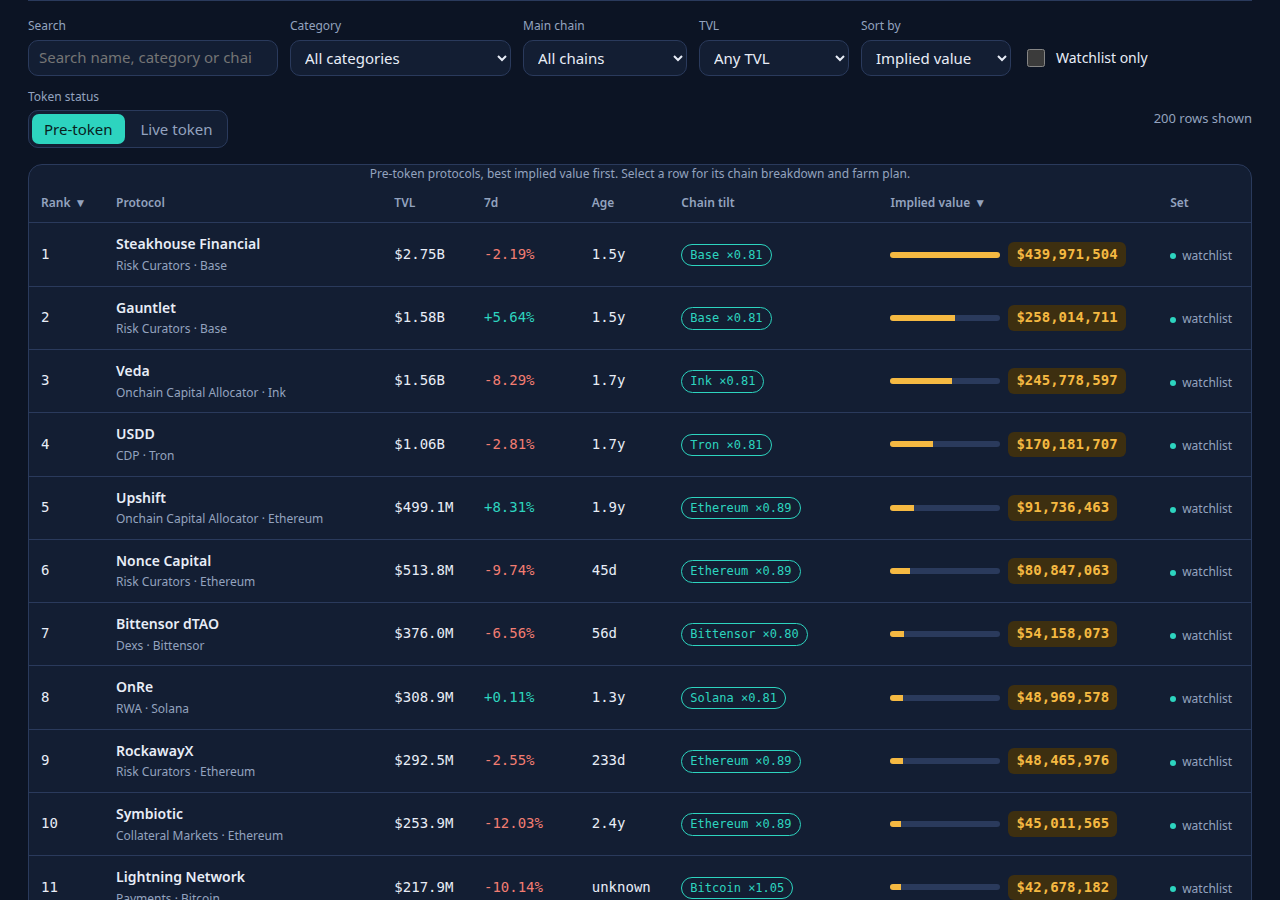 Search Category Main chain TVL Sort by
Search name, category or chai All categories All chains Any TVL Implied value Watchlist only
Token status
Pre-token Live token 200 rows shown
Pre-token protocols, best implied value first. Select a row for its chain breakdown and farm plan.
Rank ▼ Protocol TVL 7d Age Chain tilt Implied value ▼ Set
1 Steakhouse Financial $2.75B -2.19% 1.5y Base ×0.81 $439,971,504 watchlist
Risk Curators · Base
2 Gauntlet $1.58B +5.64% 1.5y Base ×0.81 $258,014,711 watchlist
Risk Curators · Base
3 Veda $1.56B -8.29% 1.7y Ink ×0.81 $245,778,597 watchlist
Onchain Capital Allocator · Ink
4 USDD $1.06B -2.81% 1.7y Tron ×0.81 $170,181,707 watchlist
CDP · Tron
5 Upshift $499.1M +8.31% 1.9y Ethereum ×0.89 $91,736,463 watchlist
Onchain Capital Allocator · Ethereum
6 Nonce Capital $513.8M -9.74% 45d Ethereum ×0.89 $80,847,063 watchlist
Risk Curators · Ethereum
7 Bittensor dTAO $376.0M -6.56% 56d Bittensor ×0.80 $54,158,073 watchlist
Dexs · Bittensor
8 OnRe $308.9M +0.11% 1.3y Solana ×0.81 $48,969,578 watchlist
RWA · Solana
9 RockawayX $292.5M -2.55% 233d Ethereum ×0.89 $48,465,976 watchlist
Risk Curators · Ethereum
10 Symbiotic $253.9M -12.03% 2.4y Ethereum ×0.89 $45,011,565 watchlist
Collateral Markets · Ethereum
11 Lightning Network $217.9M -10.14% unknown Bitcoin ×1.05 $42,678,182 watchlist
Payments · Bitcoin